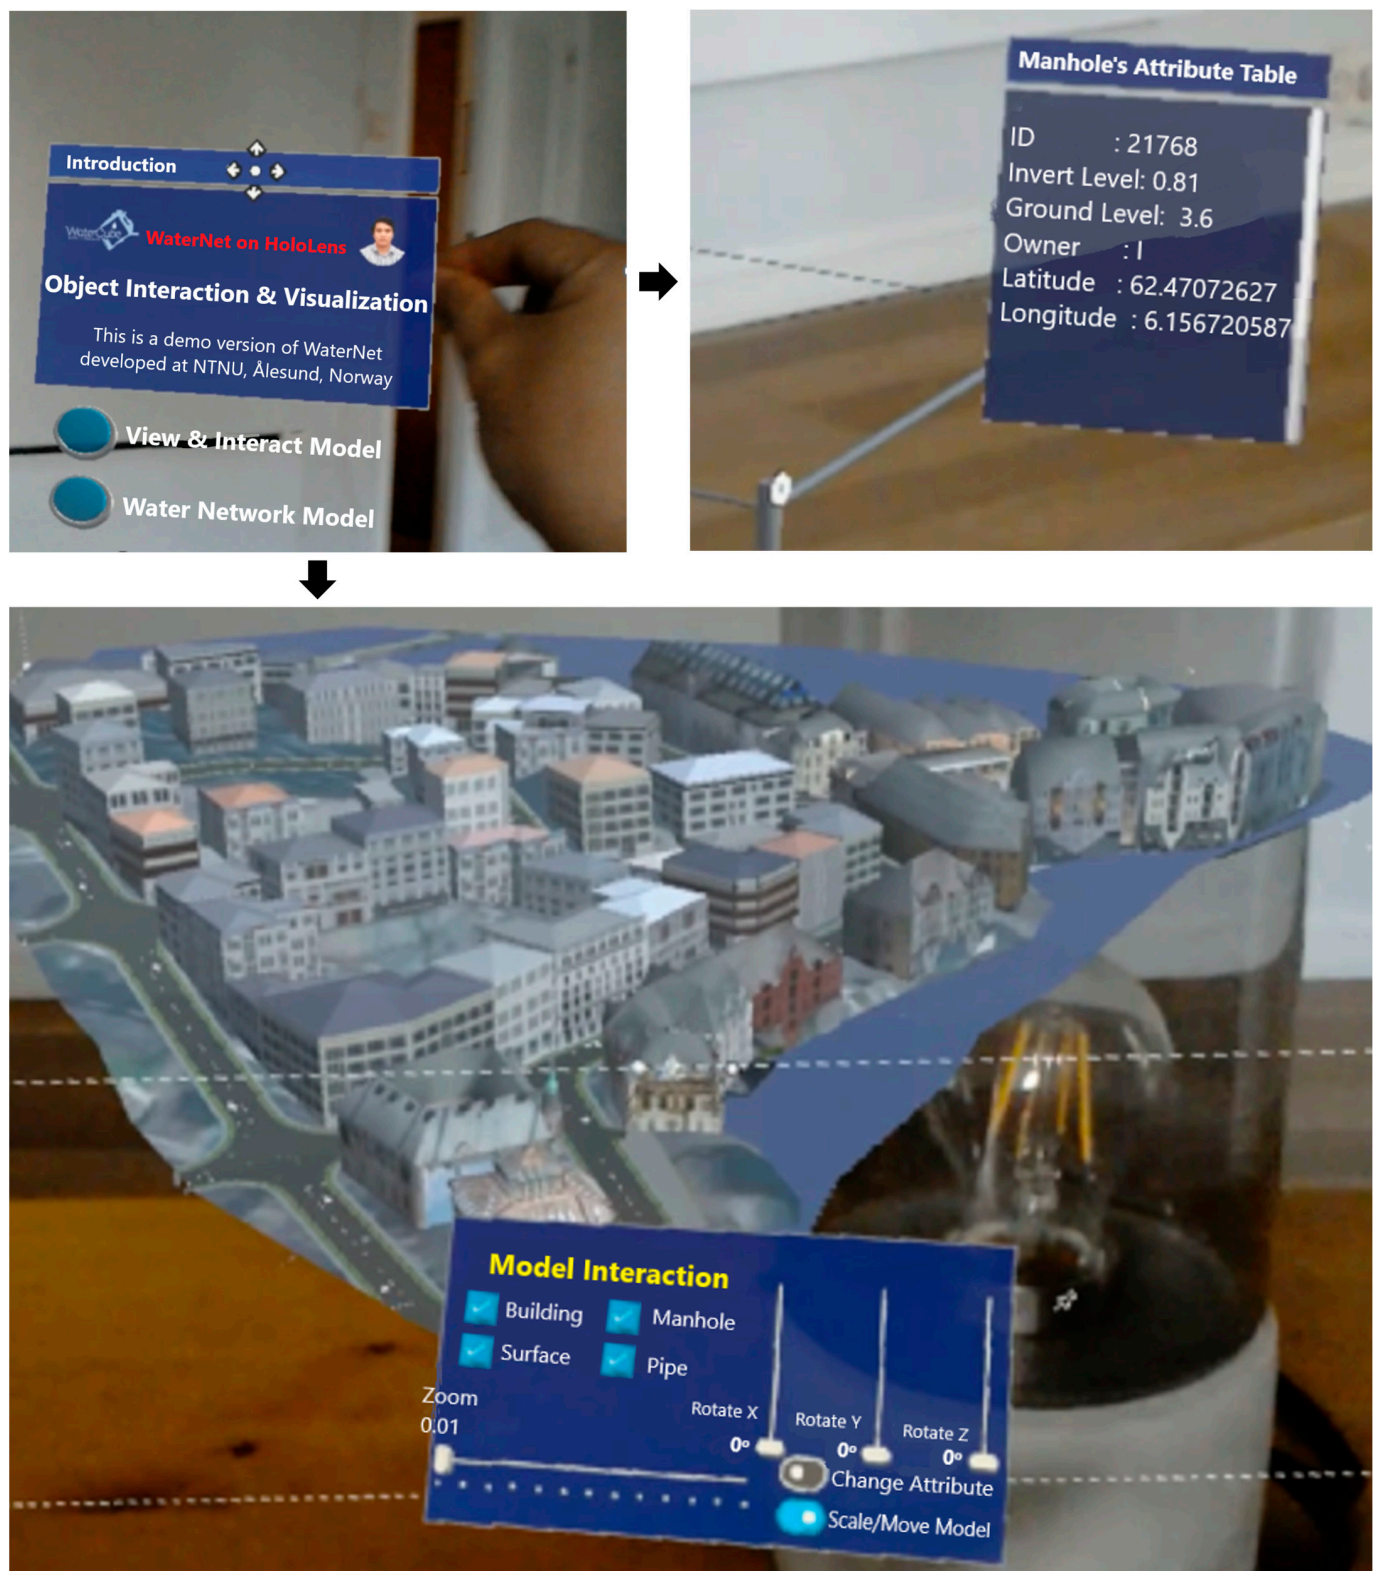 Introduction
WaterCube
WaterNet on HoloLens
Object Interaction & Visualization
This is a demo version of WaterNet
developed at NTNU, Ålesund, Norway
View & Interact Model
Water Network Model
Manhole's Attribute Table
ID : 21768
Invert Level: 0.81
Ground Level: 3.6
Owner : I
Latitude : 62.47072627
Longitude : 6.156720587
Model Interaction
Building
Manhole
Surface
Pipe
Zoom
0.01
Rotate X
0°
Rotate Y
0°
Rotate Z
0°
Change Attribute
Scale/Move Model